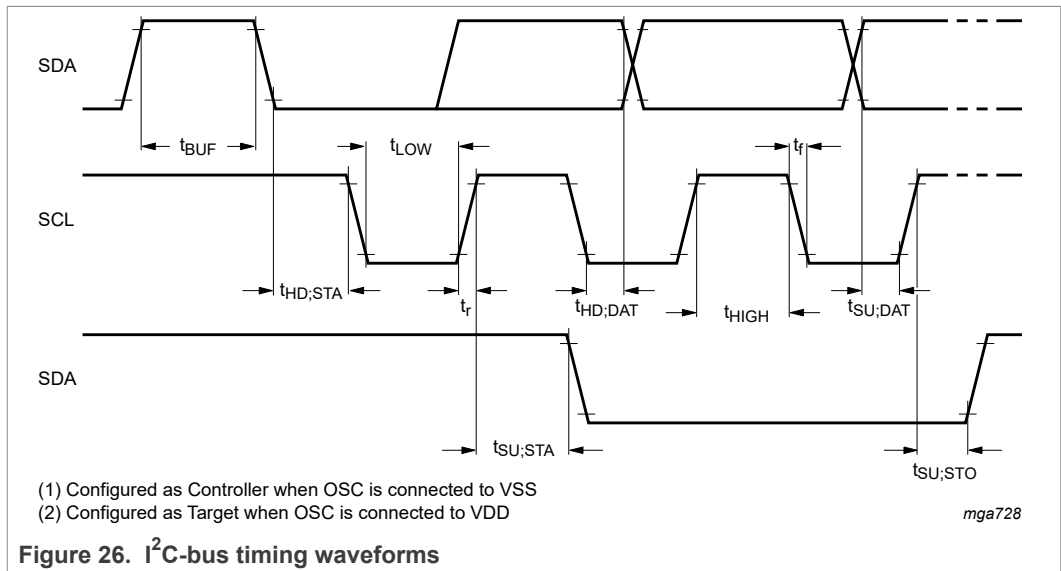 SDA
tBUF
tLOW
tf
SCL
tHD;STA
tr
tHD;DAT
tHIGH
tSU;DAT
SDA
tSU;STA
tSU;STO
(1) Configured as Controller when OSC is connected to VSS
(2) Configured as Target when OSC is connected to VDD
mga728
Figure 26. I²C-bus timing waveforms